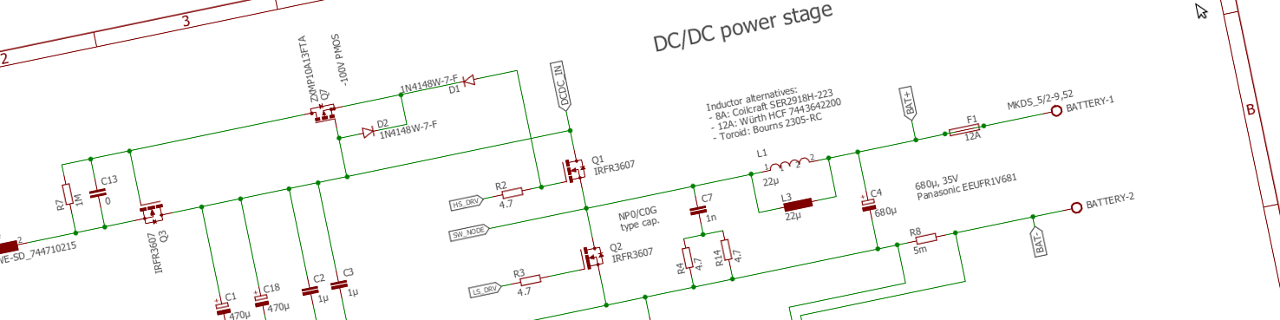 2
3
B
DC/DC power stage
ZXMP10A13FTA
Q7
-100V PMOS
1N4148W-7-F
D1
D2
1N4148W-7-F
DCDC_IN
Inductor alternatives:
- 8A: Coilcraft SER2918H-223
- 12A: Würth HCF 7443642200
- Toroid: Bourns 2305-RC
BAT+
MKDS_5/2-9,52
BATTERY-1
F1
12A
R7
1M
C13
0
2
WE-SD_744710215
IRFR3607
Q3
Q1
IRFR3607
HS_DRV
R2
4.7
SW_NODE
NP0/C0G
type cap.
Q2
IRFR3607
LS_DRV
R3
4.7
L1
1
2
22µ
L3
22µ
C7
1n
R4
4.7
R14
4.7
C4
680µ
680µ, 35V
Panasonic EEUFR1V681
R8
5m
BATTERY-2
BAT-
C1
470µ
C18
470µ
C2
1µ
C3
1µ